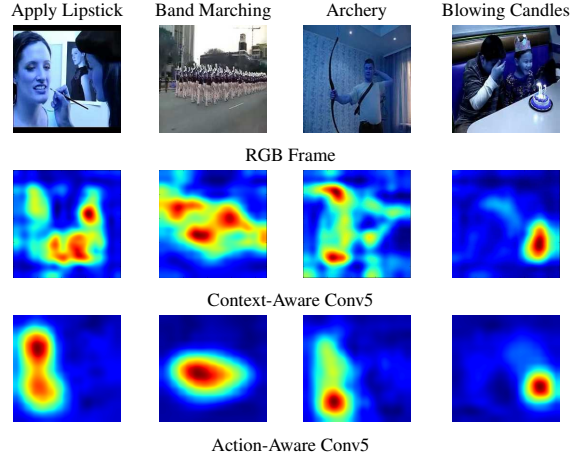 Apply Lipstick Band Marching Archery Blowing Candles
RGB Frame
Context-Aware Conv5
Action-Aware Conv5